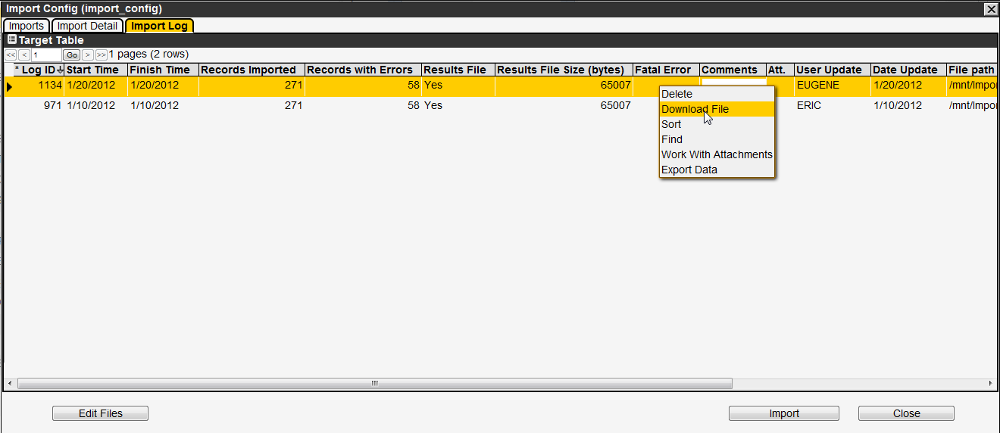 Import Config (import_config)
Imports Import Detail Import Log
Target Table
<< < 1 Go > >> 1 pages (2 rows)
* Log ID Start Time Finish Time Records Imported Records with Errors Results File Results File Size (bytes) Fatal Error Comments Att. User Update Date Update File path
1134 1/20/2012 1/20/2012 271 58 Yes 65007 EUGENE 1/20/2012 /mnt/Impor
971 1/10/2012 1/10/2012 271 58 Yes 65007 ERIC 1/10/2012 /mnt/Impo
Delete
Download File
Sort
Find
Work With Attachments
Export Data
Edit Files Import Close